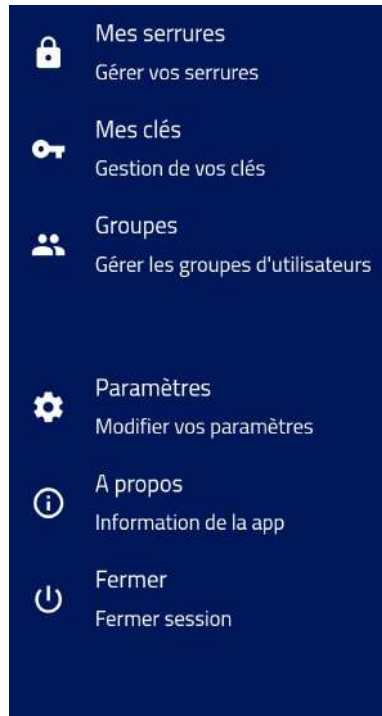 Mes serrures
Gérer vos serrures
Mes clés
Gestion de vos clés
Groupes
Gérer les groupes d'utilisateurs
Paramètres
Modifier vos paramètres
A propos
Information de la app
Fermer
Fermer session